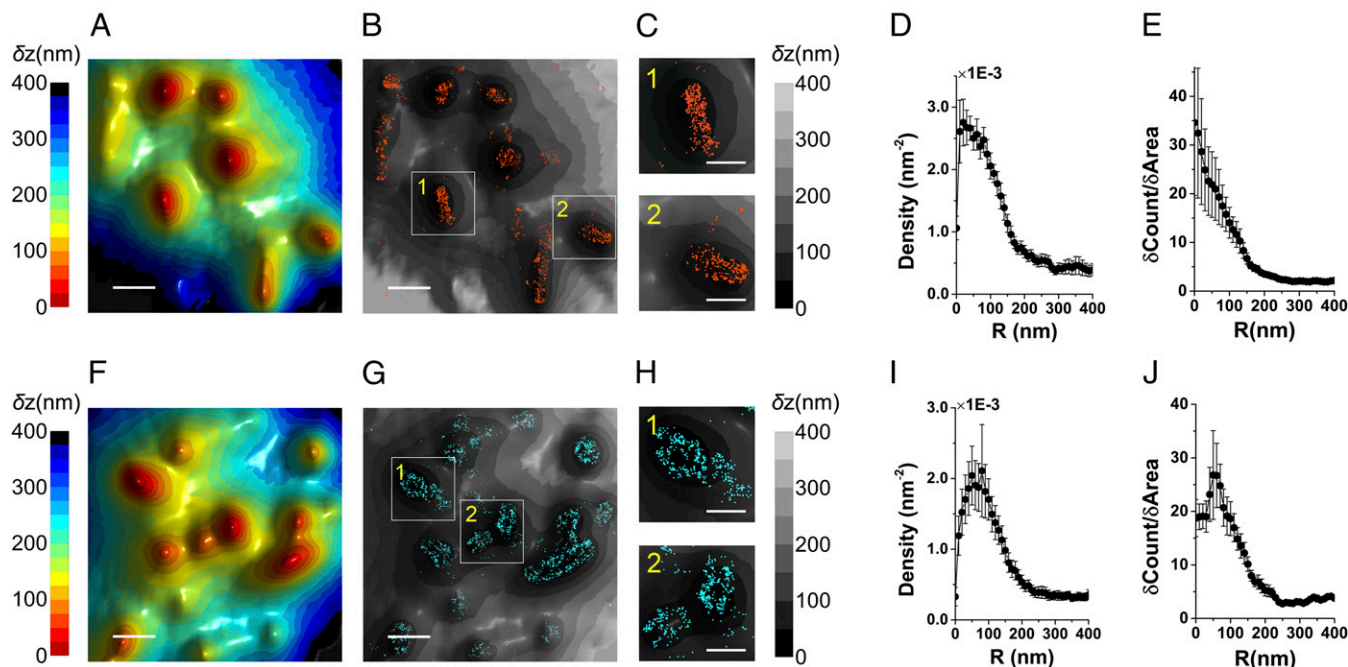 A
B
C
D
E
δz(nm)
400
300
200
100
0
1
2
1
2
δz(nm)
400
300
200
100
0
×1E-3
3.0
2.0
1.0
0.0
Density (nm⁻²)
0 100 200 300 400
R (nm)
40
30
20
10
0
δCount/δArea
0 100 200 300 400
R(nm)
F
G
H
I
J
δz(nm)
400
300
200
100
0
1
2
1
2
δz(nm)
400
300
200
100
0
×1E-3
3.0
2.0
1.0
0.0
Density (nm⁻²)
0 100 200 300 400
R (nm)
40
30
20
10
0
δCount/δArea
0 100 200 300 400
R(nm)